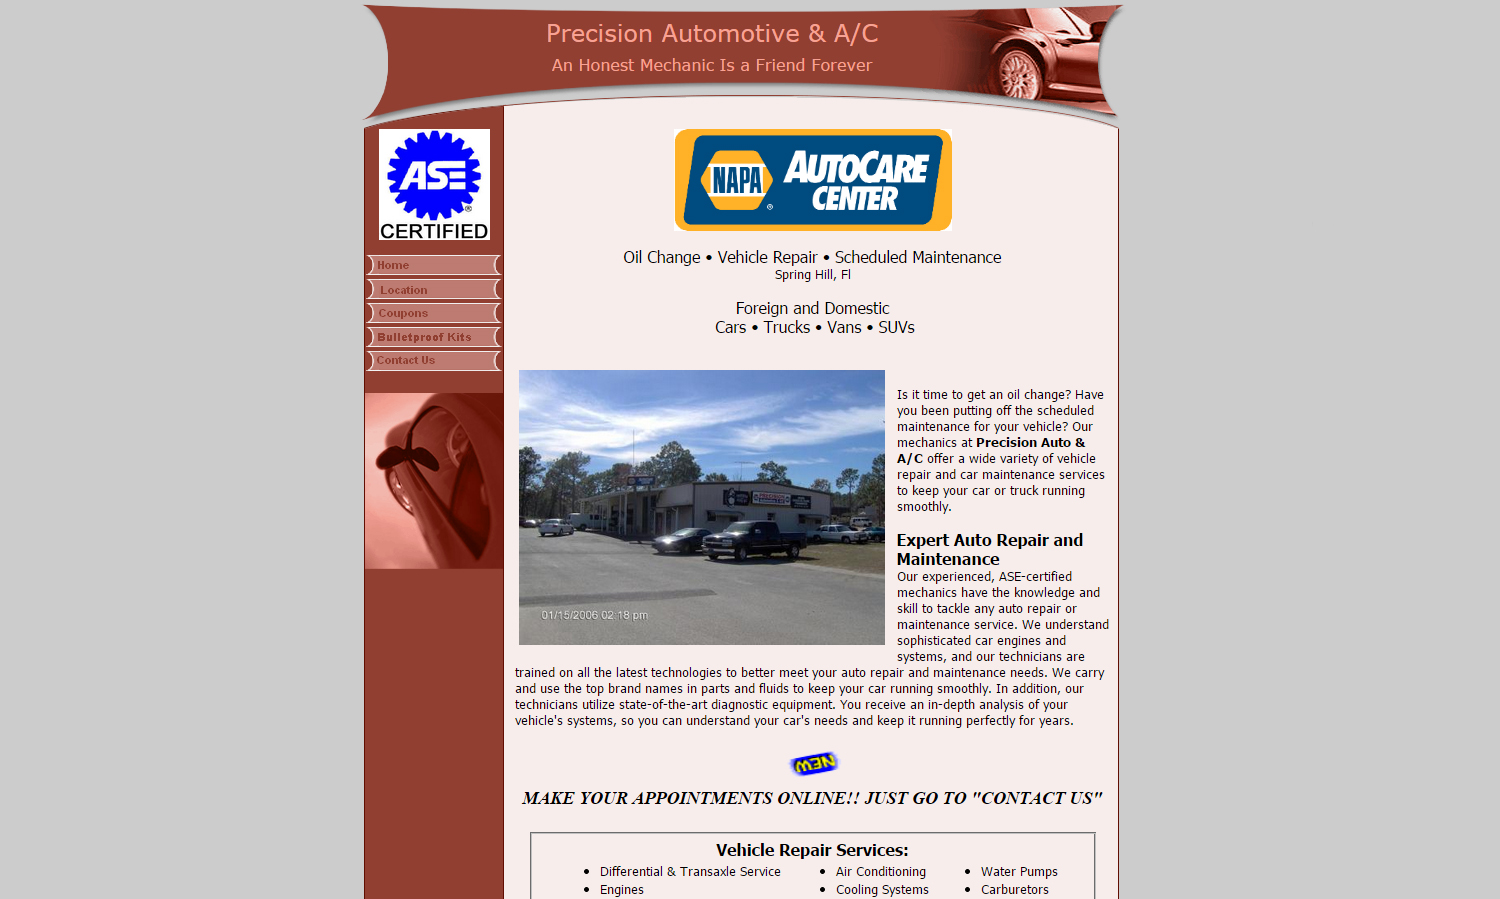 Precision Automotive & A/C
An Honest Mechanic Is a Friend Forever
ASE
®
CERTIFIED
Home
Location
Coupons
Bulletproof Kits
Contact Us
NAPA
®
AUTOCARE
CENTER
Oil Change • Vehicle Repair • Scheduled Maintenance
Spring Hill, Fl
Foreign and Domestic
Cars • Trucks • Vans • SUVs
01/15/2006 02:18 pm
Is it time to get an oil change? Have
you been putting off the scheduled
maintenance for your vehicle? Our
mechanics at Precision Auto &
A/C offer a wide variety of vehicle
repair and car maintenance services
to keep your car or truck running
smoothly.
Expert Auto Repair and
Maintenance
Our experienced, ASE-certified
mechanics have the knowledge and
skill to tackle any auto repair or
maintenance service. We understand
sophisticated car engines and
systems, and our technicians are
trained on all the latest technologies to better meet your auto repair and maintenance needs. We carry
and use the top brand names in parts and fluids to keep your car running smoothly. In addition, our
technicians utilize state-of-the-art diagnostic equipment. You receive an in-depth analysis of your
vehicle's systems, so you can understand your car's needs and keep it running perfectly for years.
NEW
MAKE YOUR APPOINTMENTS ONLINE!! JUST GO TO "CONTACT US"
Vehicle Repair Services:
• Differential & Transaxle Service
• Engines
• Air Conditioning
• Cooling Systems
• Water Pumps
• Carburetors